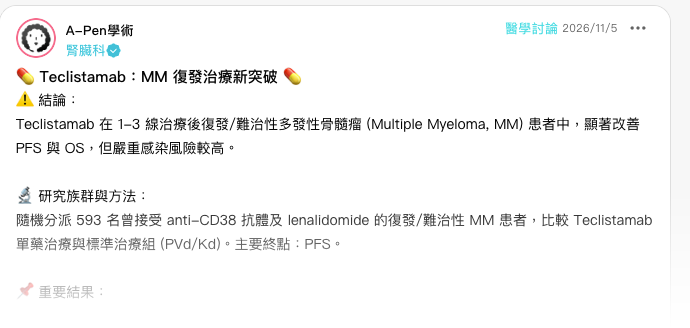 A-Pen學術
腎臟科
醫學討論 2026/11/5
💊 Teclistamab：MM 復發治療新突破 💊
⚠️ 結論：
Teclistamab 在 1–3 線治療後復發/難治性多發性骨髓瘤 (Multiple Myeloma, MM) 患者中，顯著改善
PFS 與 OS，但嚴重感染風險較高。
🔬 研究族群與方法：
隨機分派 593 名曾接受 anti–CD38 抗體及 lenalidomide 的復發/難治性 MM 患者，比較 Teclistamab
單藥治療與標準治療組 (PVd/Kd)。主要終點：PFS。
📌 重要結果：